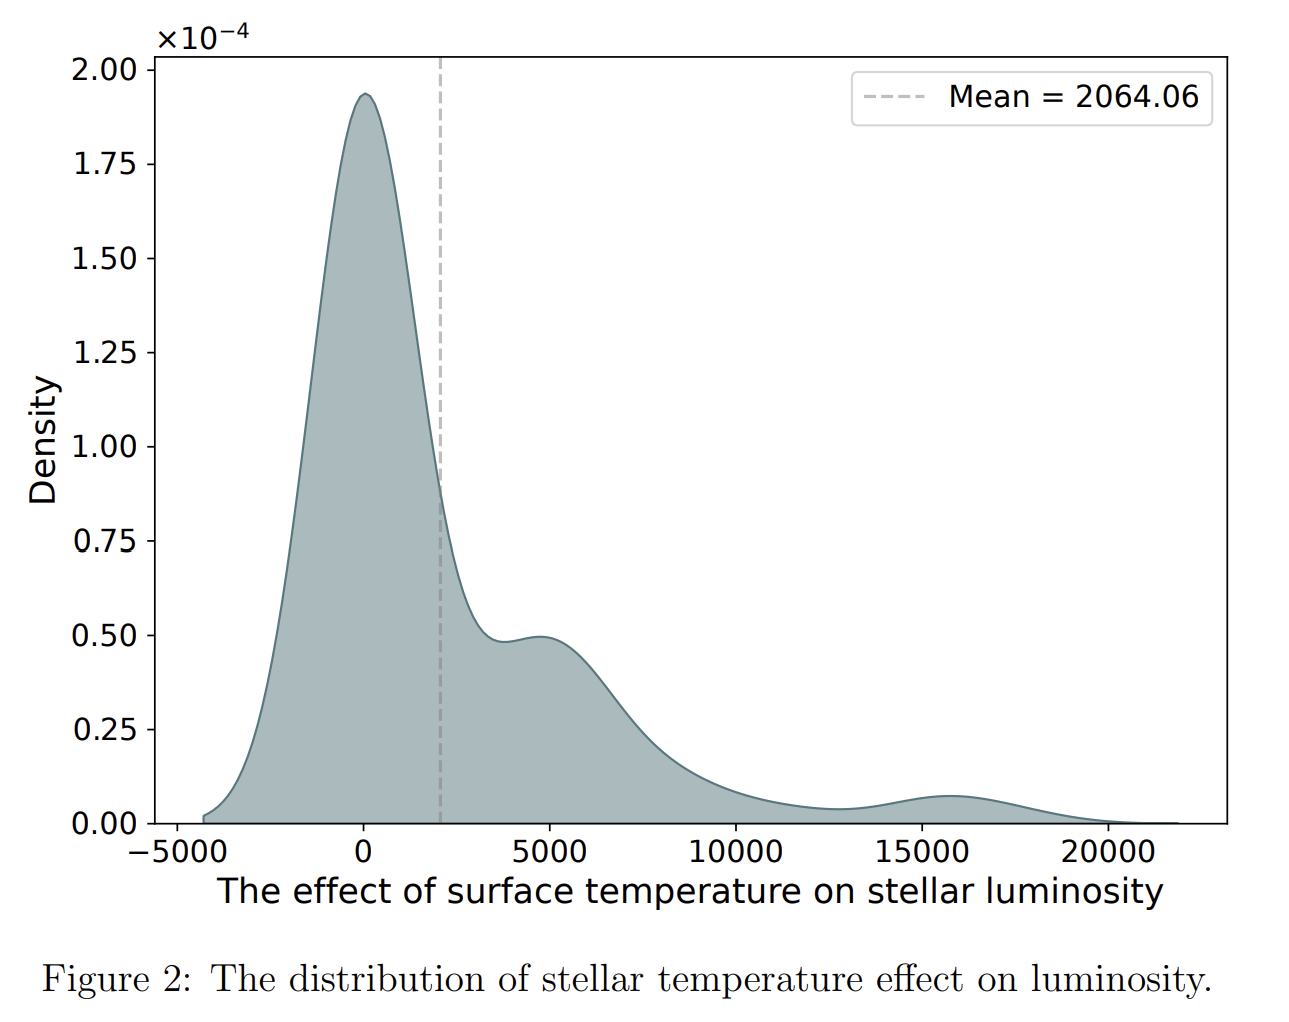 ×10⁻⁴
2.00
1.75
1.50
1.25
1.00
0.75
0.50
0.25
0.00
Density
Mean = 2064.06
−5000 0 5000 10000 15000 20000
The effect of surface temperature on stellar luminosity
Figure 2: The distribution of stellar temperature effect on luminosity.